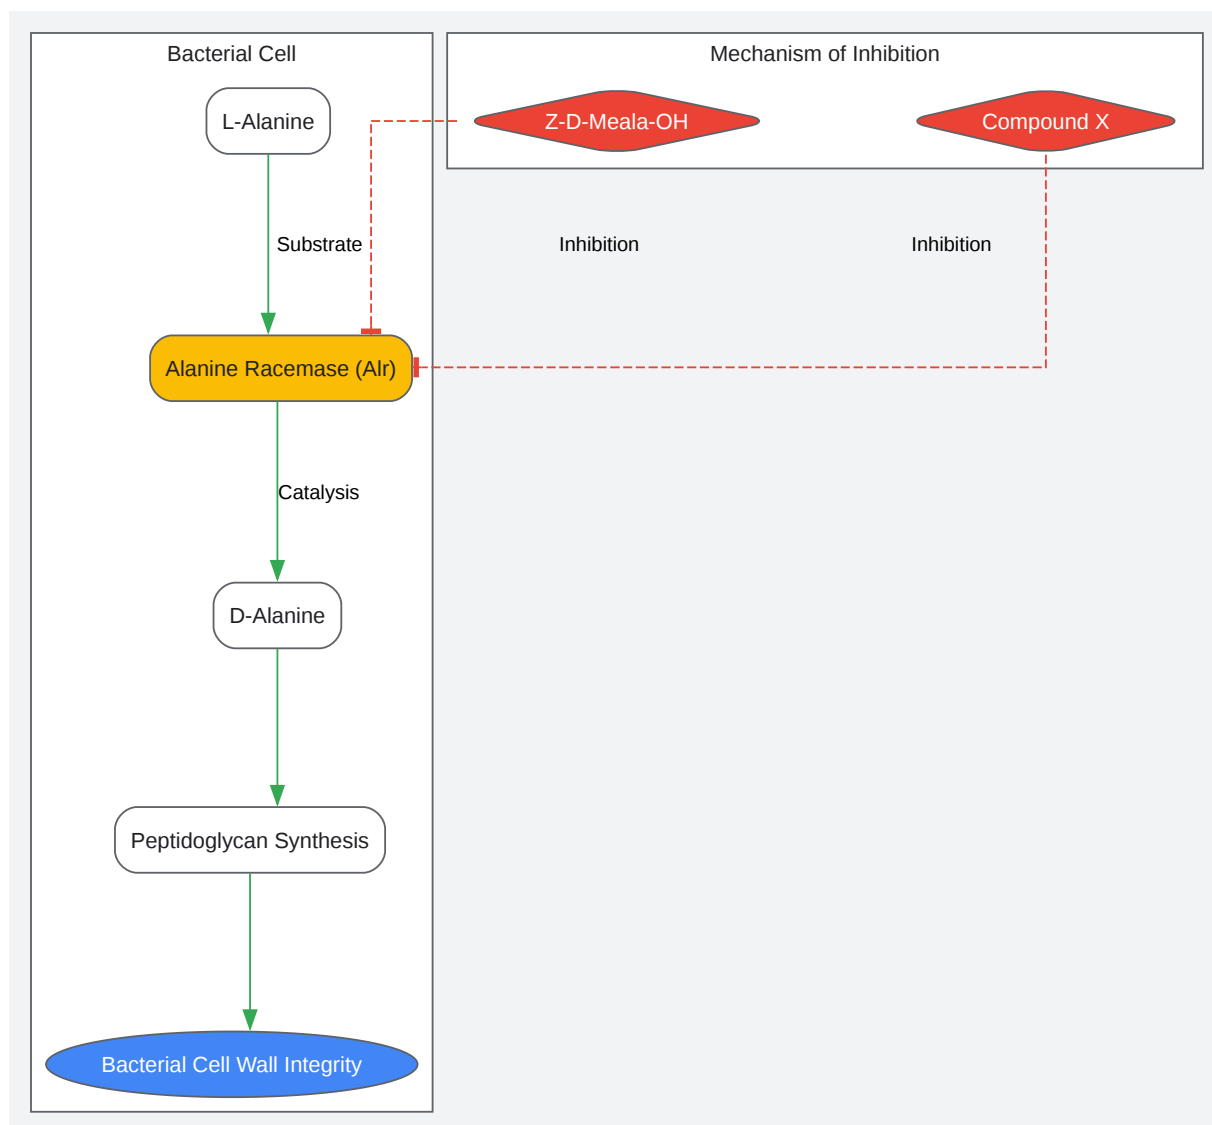 Bacterial Cell
Mechanism of Inhibition
L-Alanine
Z-D-Meala-OH
Compound X
Substrate
Inhibition
Inhibition
Alanine Racemase (Alr)
Catalysis
D-Alanine
Peptidoglycan Synthesis
Bacterial Cell Wall Integrity